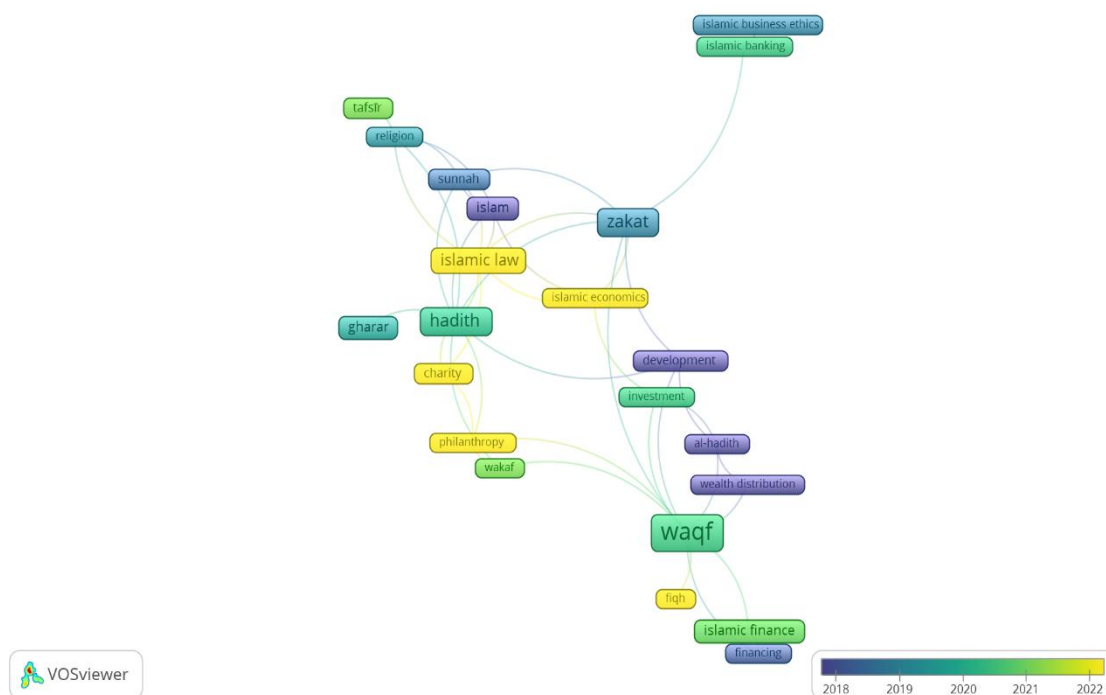 islamic business ethics
islamic banking
tafsīr
religion
sunnah
islam
zakat
islamic law
islamic economics
hadith
gharar
development
charity
investment
philanthropy
al-hadith
wakaf
wealth distribution
waqf
fiqh
islamic finance
financing
VOSviewer
2018 2019 2020 2021 2022